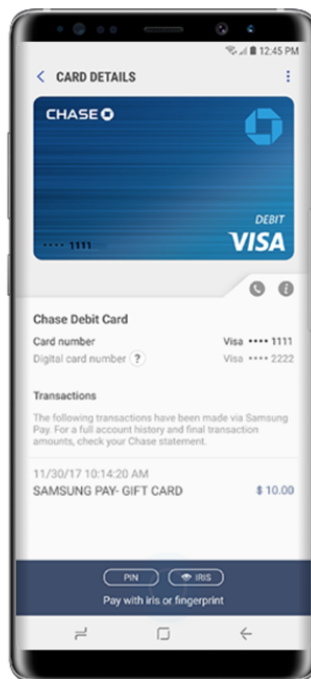 12:45 PM
CARD DETAILS
CHASE
DEBIT
•••• 1111
VISA
Chase Debit Card
Card number Visa •••• 1111
Digital card number ? Visa •••• 2222
Transactions
The following transactions have been made via Samsung
Pay. For a full account history and final transaction
amounts, check your Chase statement.
11/30/17 10:14:20 AM
SAMSUNG PAY- GIFT CARD $ 10.00
PIN IRIS
Pay with iris or fingerprint